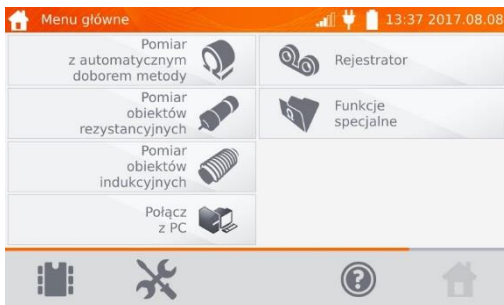 Menu główne
13:37 2017.08.08
Pomiar
z automatycznym
doborem metody
Rejestrator
Pomiar
obiektów
rezystancyjnych
Funkcje
specjalne
Pomiar
obiektów
indukcyjnych
Połącz
z PC